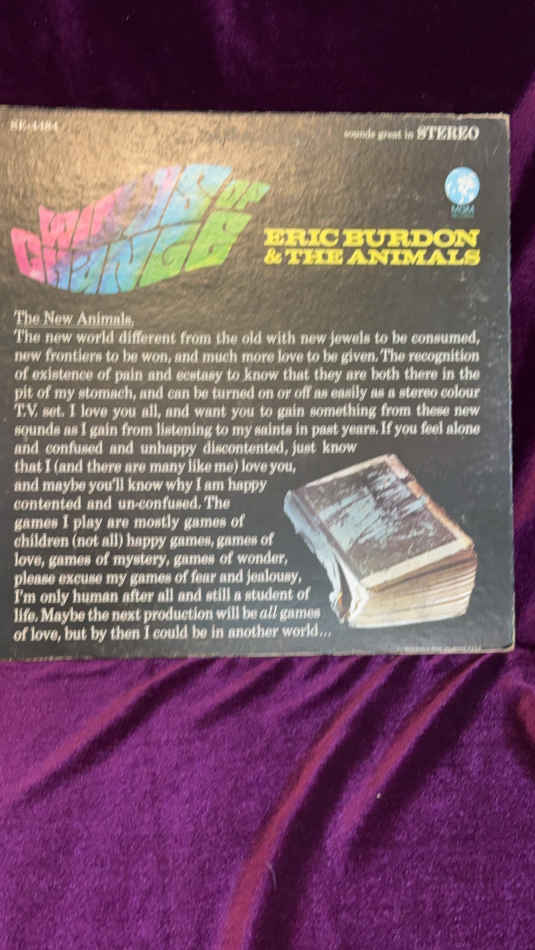 SE-4484
sounds great in STEREO
WINDS OF
CHANGE
MGM
ERIC BURDON
& THE ANIMALS
The New Animals.
The new world different from the old with new jewels to be consumed,
new frontiers to be won, and much more love to be given. The recognition
of existence of pain and ecstasy to know that they are both there in the
pit of my stomach, and can be turned on or off as easily as a stereo colour
T.V. set. I love you all, and want you to gain something from these new
sounds as I gain from listening to my saints in past years. If you feel alone
and confused and unhappy discontented, just know
that I (and there are many like me) love you,
and maybe you'll know why I am happy
contented and un-confused. The
games I play are mostly games of
children (not all) happy games, games of
love, games of mystery, games of wonder,
please excuse my games of fear and jealousy,
I'm only human after all and still a student of
life. Maybe the next production will be all games
of love, but by then I could be in another world...